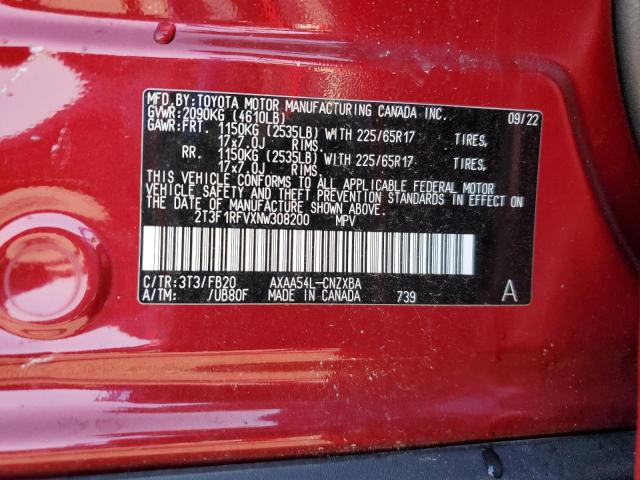 MFD.BY:TOYOTA MOTOR MANUFACTURING CANADA INC. 09/22
GVWR:2090KG (4610LB)
GAWR:FRT. 1150KG (2535LB) WITH 225/65R17 TIRES,
17x7.0J RIMS.
RR. 1150KG (2535LB) WITH 225/65R17 TIRES,
17x7.0J RIMS.
THIS VEHICLE CONFORMS TO ALL APPLICABLE FEDERAL MOTOR
VEHICLE SAFETY AND THEFT PREVENTION STANDARDS IN EFFECT ON
THE DATE OF MANUFACTURE SHOWN ABOVE.
2T3F1RFVXNW308200 MPV
C/TR:3T3/FB20 AXAA54L-CNZXBA
A/TM: /UB80F MADE IN CANADA 739 A